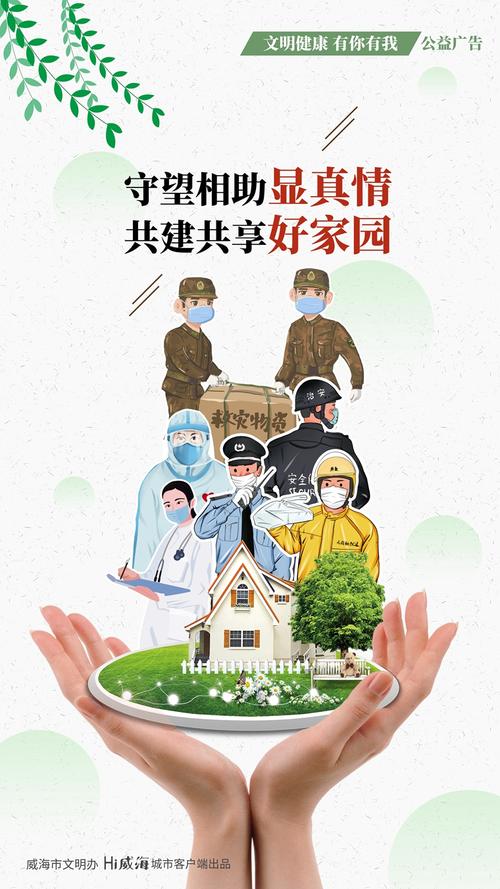 文明健康 有你有我 公益广告
守望相助显真情
共建共享好家园
救灾物资
治安
安全
SECURI
威海市文明办 Hi威海 城市客户端出品